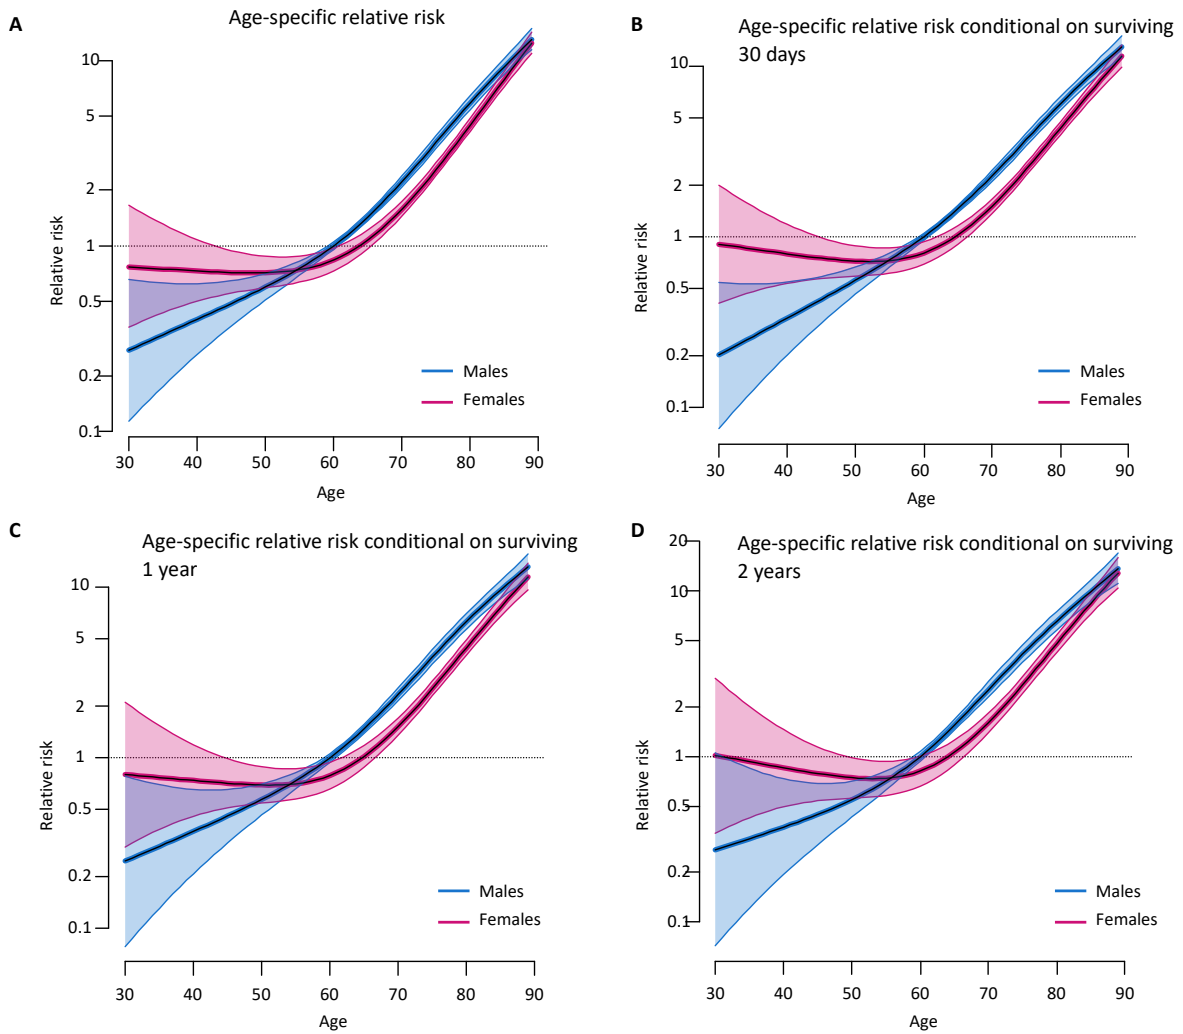 A
Age-specific relative risk
10
5
2
1
0.5
0.2
0.1
Relative risk
Males
Females
30 40 50 60 70 80 90
Age
B
Age-specific relative risk conditional on surviving
30 days
10
5
2
1
0.5
0.2
0.1
Relative risk
Males
Females
30 40 50 60 70 80 90
Age
C
Age-specific relative risk conditional on surviving
1 year
10
5
2
1
0.5
0.2
0.1
Relative risk
Males
Females
30 40 50 60 70 80 90
Age
D
Age-specific relative risk conditional on surviving
2 years
20
10
5
2
1
0.5
0.2
0.1
Relative risk
Males
Females
30 40 50 60 70 80 90
Age